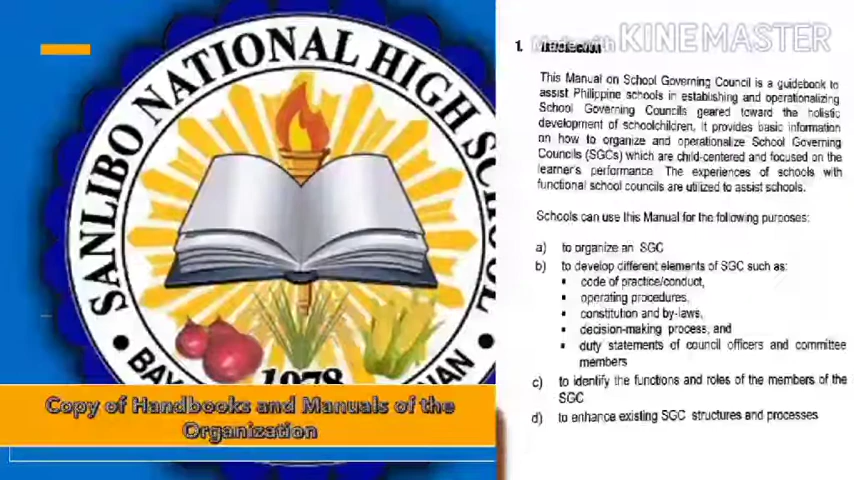 SANLIBO NATIONAL HIGH SCHOOL
1978
Copy of Handbooks and Manuals of the
Organization
Made with KINEMASTER
1. Introduction
This Manual on School Governing Council is a guidebook to
assist Philippine schools in establishing and operationalizing
School Governing Councils geared toward the holistic
development of schoolchildren. It provides basic information
on how to organize and operationalize School Governing
Councils (SGCs) which are child-centered and focused on the
learner's performance. The experiences of schools with
functional school councils are utilized to assist schools.
Schools can use this Manual for the following purposes:
a) to organize an SGC
b) to develop different elements of SGC such as:
▪ code of practice/conduct,
▪ operating procedures,
▪ constitution and by-laws,
▪ decision-making process, and
▪ duty statements of council officers and committee
members
c) to identify the functions and roles of the members of the
SGC
d) to enhance existing SGC structures and processes